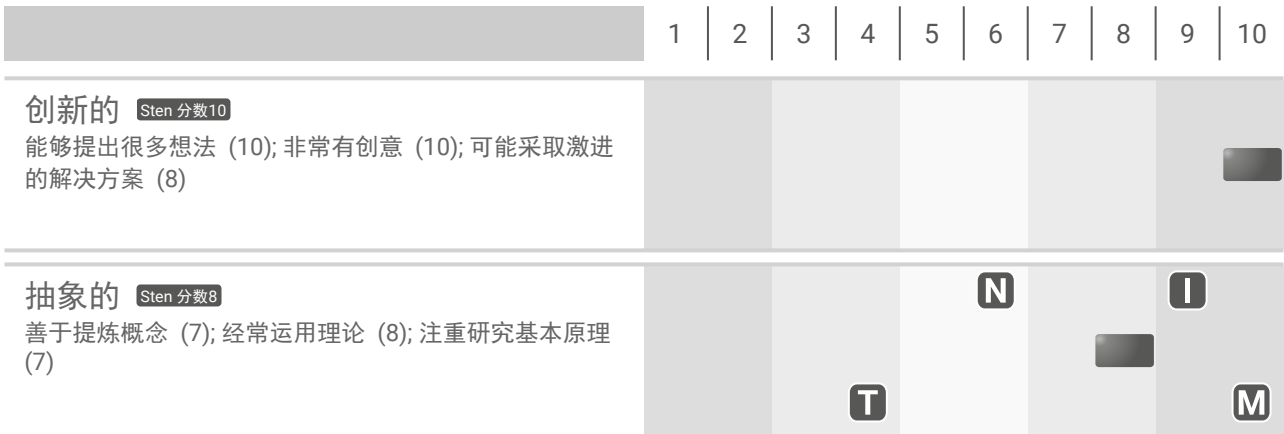 1 2 3 4 5 6 7 8 9 10
创新的 Sten 分数10
能够提出很多想法 (10); 非常有创意 (10); 可能采取激进
的解决方案 (8)
抽象的 Sten 分数8
善于提炼概念 (7); 经常运用理论 (8); 注重研究基本原理
(7)
N I
T M